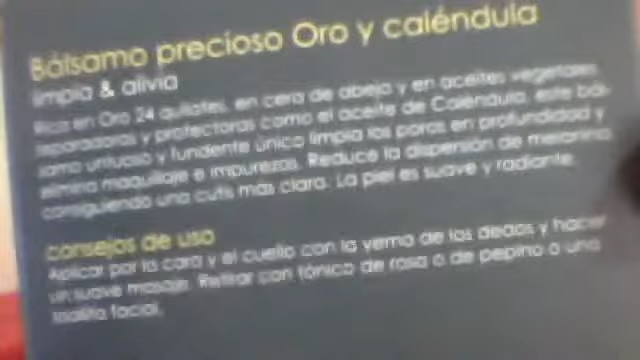 Bálsamo precioso Oro y caléndula
limpia & alivia
Rico en Oro 24 quilates, en cera de abeja y en aceites vegetales
reparadores y protectores como el aceite de Caléndula, este bál-
samo untuoso y fundente único limpia los poros en profundidad y
elimina maquillaje e impurezas. Reduce la dispersión de melanina
consiguiendo una cutis más claro. La piel es suave y radiante.
consejos de uso
Aplicar por la cara y el cuello con la yema de los dedos y hacer
un suave masaje. Retirar con tónico de rosa o de pepino o una
toallita facial.